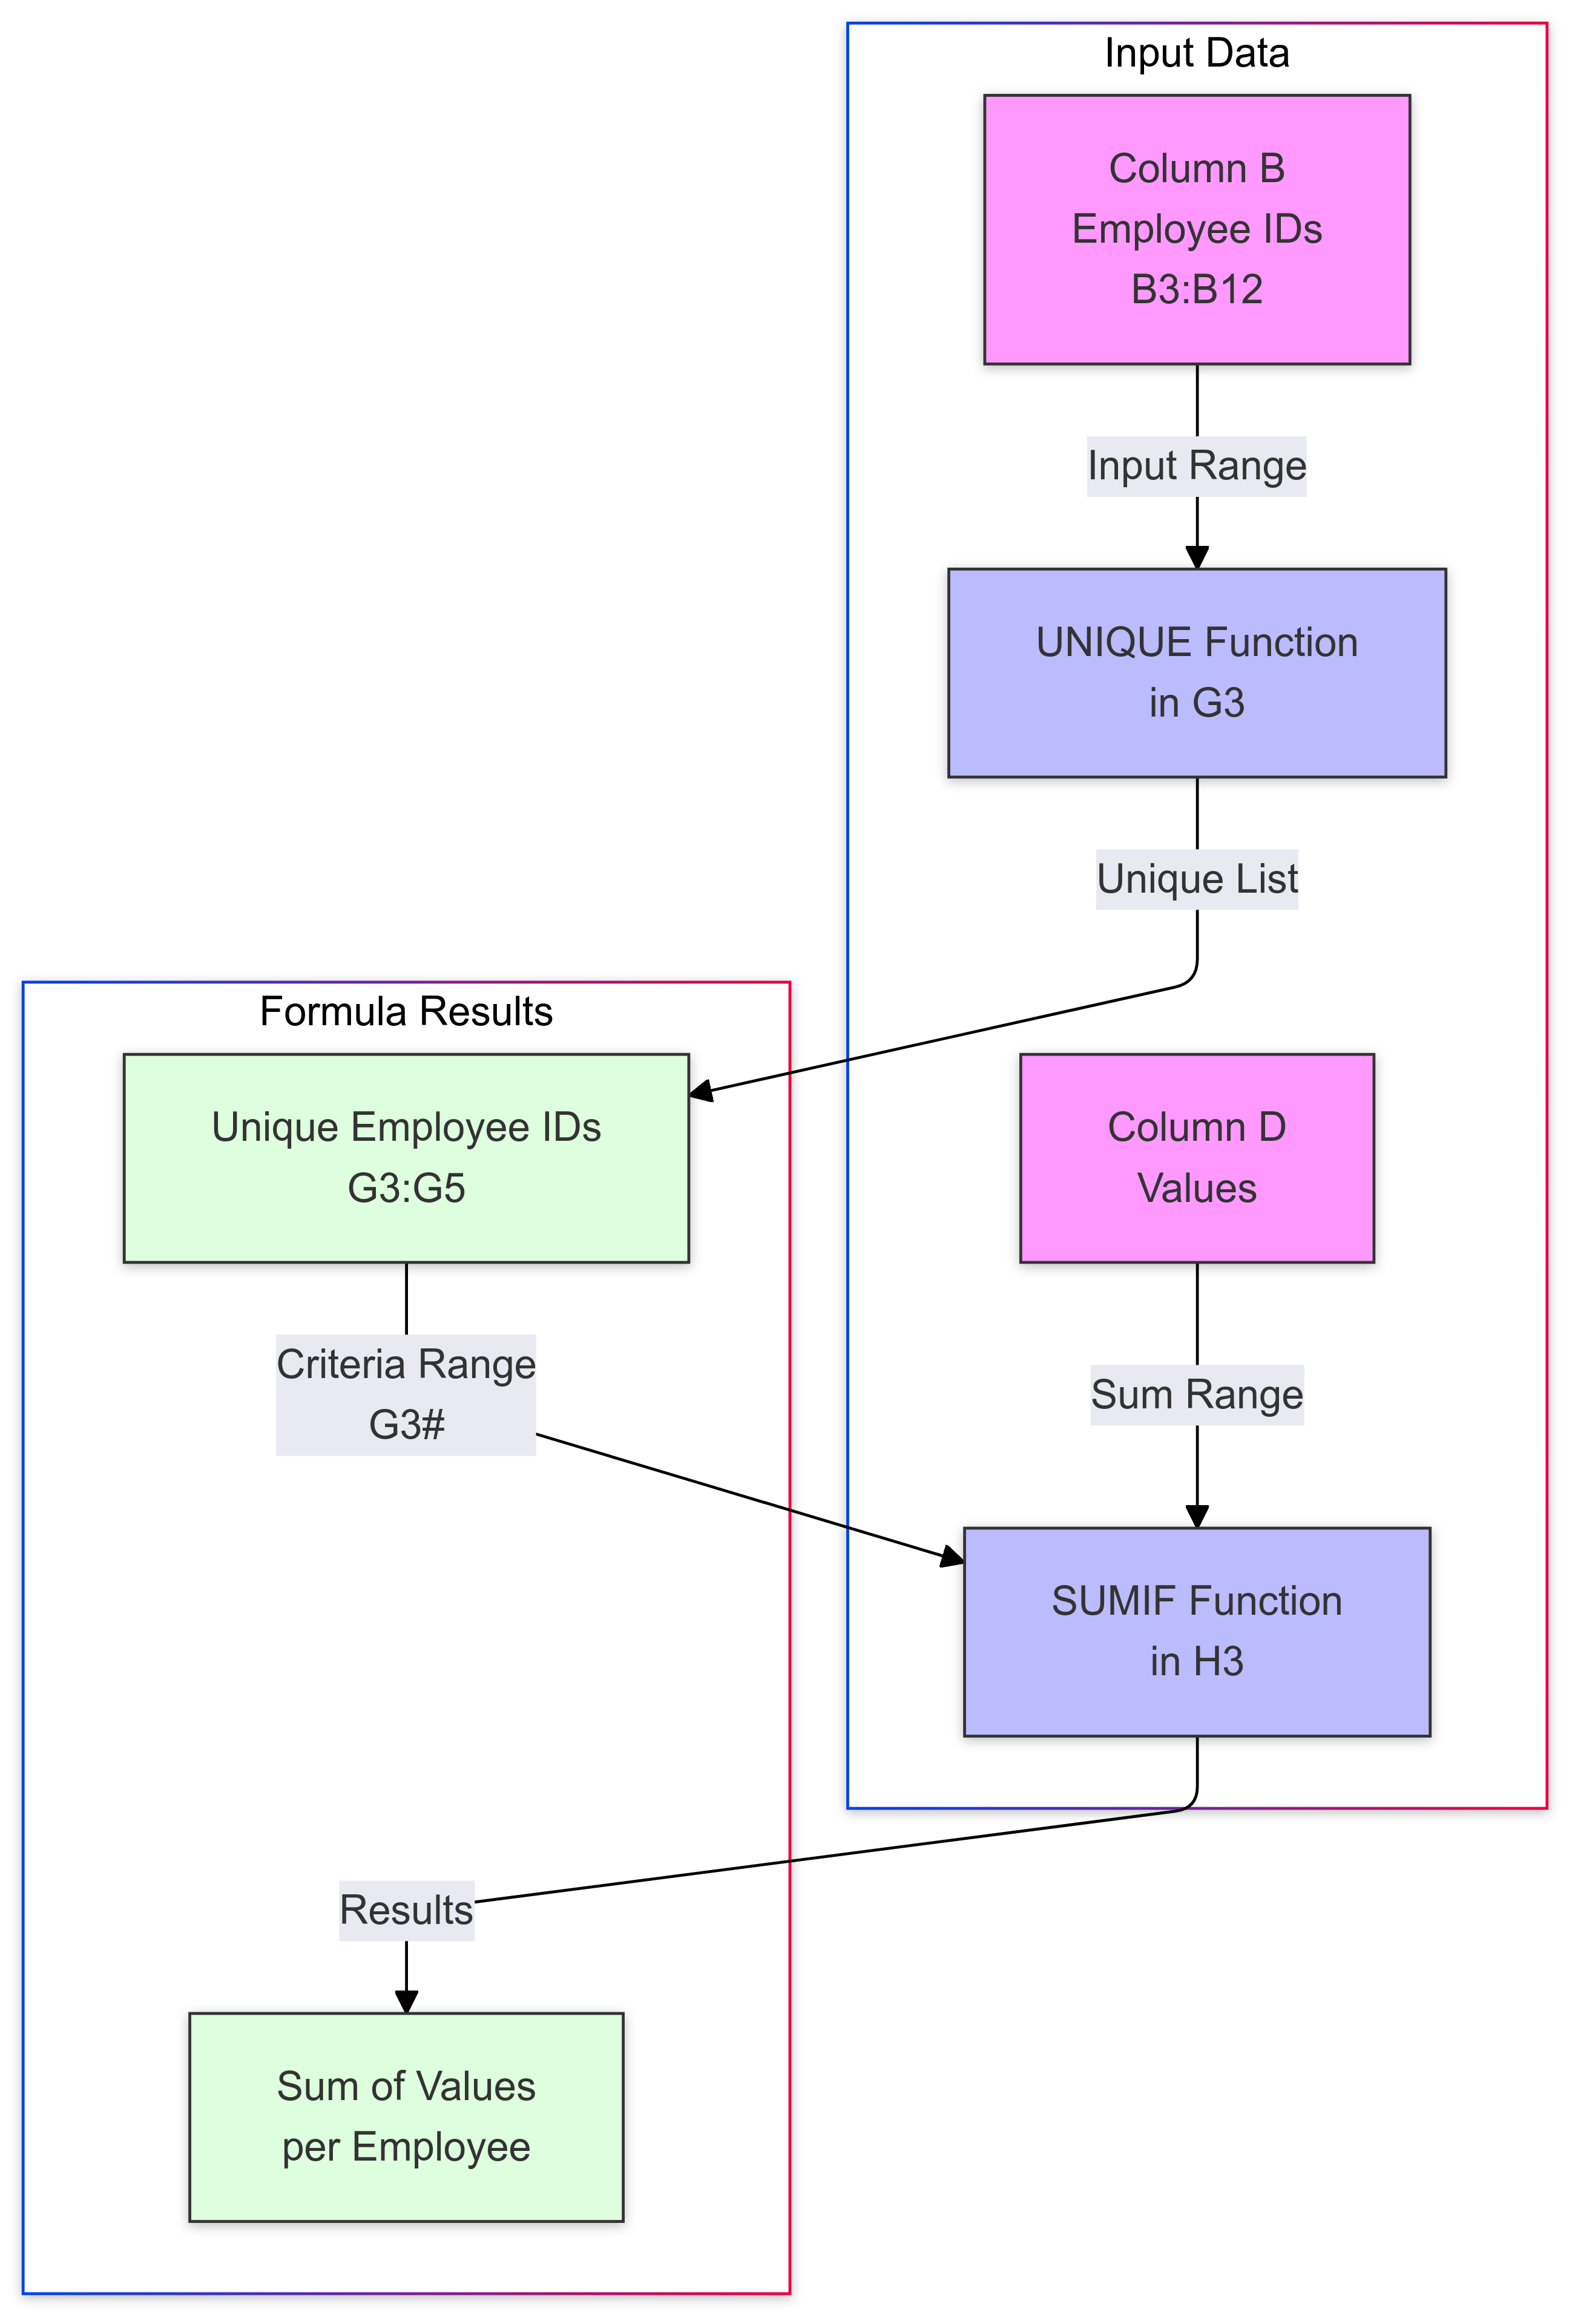 Input Data
Column B
Employee IDs
B3:B12
Input Range
UNIQUE Function
in G3
Unique List
Formula Results
Unique Employee IDs
G3:G5
Column D
Values
Criteria Range
G3#
Sum Range
SUMIF Function
in H3
Results
Sum of Values
per Employee